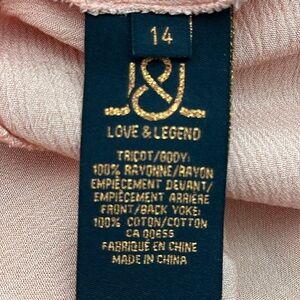 14
LOVE & LEGEND
TRICOT/BODY:
100% RAYONNE/RAYON
EMPIÈCEMENT DEVANT/
EMPIÈCEMENT ARRIÈRE
FRONT/BACK YOKE:
100% COTON/COTTON
CA 00655
FABRIQUÉ EN CHINE
MADE IN CHINA